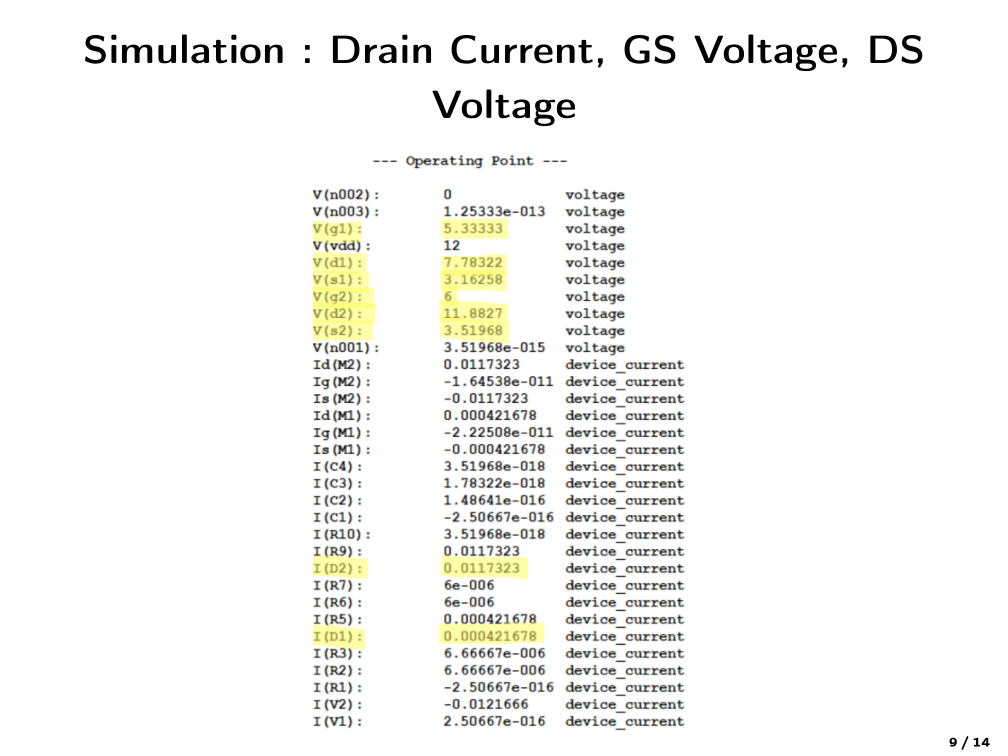 Simulation : Drain Current, GS Voltage, DS
Voltage
--- Operating Point ---
V(n002): 0 voltage
V(n003): 1.25333e-013 voltage
V(g1): 5.33333 voltage
V(vdd): 12 voltage
V(d1): 7.78322 voltage
V(s1): 3.16258 voltage
V(g2): 6 voltage
V(d2): 11.8827 voltage
V(s2): 3.51968 voltage
V(n001): 3.51968e-015 voltage
Id(M2): 0.0117323 device_current
Ig(M2): -1.64538e-011 device_current
Is(M2): -0.0117323 device_current
Id(M1): 0.000421678 device_current
Ig(M1): -2.22508e-011 device_current
Is(M1): -0.000421678 device_current
I(C4): 3.51968e-018 device_current
I(C3): 1.78322e-018 device_current
I(C2): 1.48641e-016 device_current
I(C1): -2.50667e-016 device_current
I(R10): 3.51968e-018 device_current
I(R9): 0.0117323 device_current
I(D2): 0.0117323 device_current
I(R7): 6e-006 device_current
I(R6): 6e-006 device_current
I(R5): 0.000421678 device_current
I(D1): 0.000421678 device_current
I(R3): 6.66667e-006 device_current
I(R2): 6.66667e-006 device_current
I(R1): -2.50667e-016 device_current
I(V2): -0.0121666 device_current
I(V1): 2.50667e-016 device_current
9 / 14